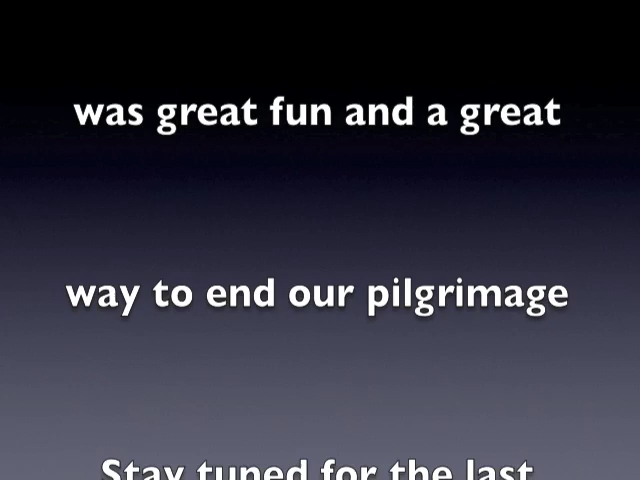 was great fun and a great
way to end our pilgrimage
Stay tuned for the last